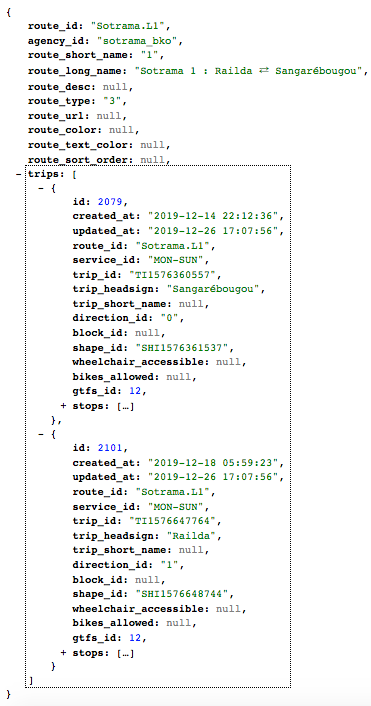 {
route_id: "Sotrama.L1",
agency_id: "sotrama_bko",
route_short_name: "1",
route_long_name: "Sotrama 1 : Railda ⇄ Sangarébougou",
route_desc: null,
route_type: "3",
route_url: null,
route_color: null,
route_text_color: null,
route_sort_order: null,
- trips: [
- {
id: 2079,
created_at: "2019-12-14 22:12:36",
updated_at: "2019-12-26 17:07:56",
route_id: "Sotrama.L1",
service_id: "MON-SUN",
trip_id: "TI1576360557",
trip_headsign: "Sangarébougou",
trip_short_name: null,
direction_id: "0",
block_id: null,
shape_id: "SHI1576361537",
wheelchair_accessible: null,
bikes_allowed: null,
gtfs_id: 12,
+ stops: […]
},
- {
id: 2101,
created_at: "2019-12-18 05:59:23",
updated_at: "2019-12-26 17:07:56",
route_id: "Sotrama.L1",
service_id: "MON-SUN",
trip_id: "TI1576647764",
trip_headsign: "Railda",
trip_short_name: null,
direction_id: "1",
block_id: null,
shape_id: "SHI1576648744",
wheelchair_accessible: null,
bikes_allowed: null,
gtfs_id: 12,
+ stops: […]
}
]
}